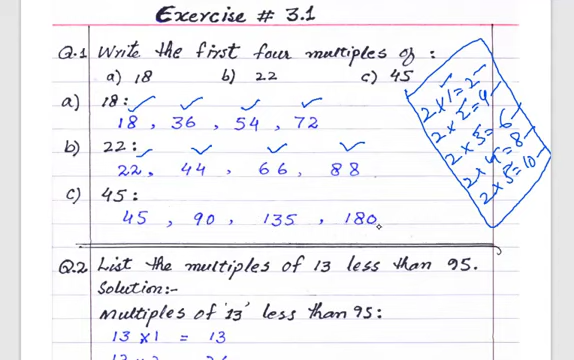 Exercise # 3.1
Q.1 Write the first four multiples of :
a) 18 b) 22 c) 45
a) 18:
18 , 36 , 54 , 72
b) 22:
22, 44 , 66 , 88
c) 45:
45 , 90 , 135 , 180
2 x 1 = 2
2 x 2 = 4
2 x 3 = 6
2 x 4 = 8
2 x 5 = 10
Q.2 List the multiples of 13 less than 95.
Solution:-
Multiples of '13' less than 95:
13 x 1 = 13